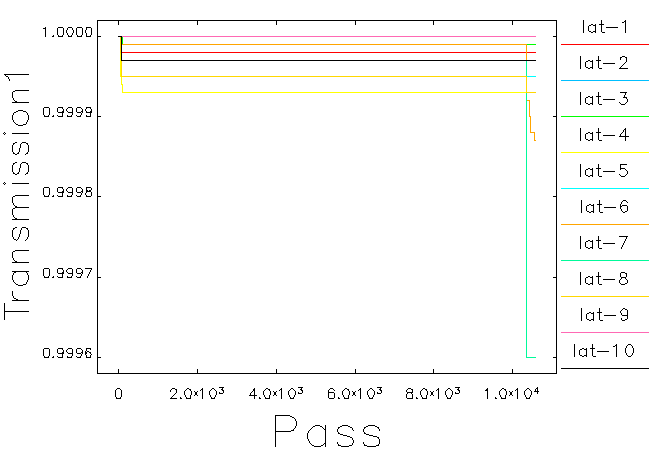 Transmission1
1.0000
0.9999
0.9998
0.9997
0.9996
0
2.0×10³
4.0×10³
6.0×10³
8.0×10³
1.0×10⁴
Pass
lat-1
lat-2
lat-3
lat-4
lat-5
lat-6
lat-7
lat-8
lat-9
lat-10